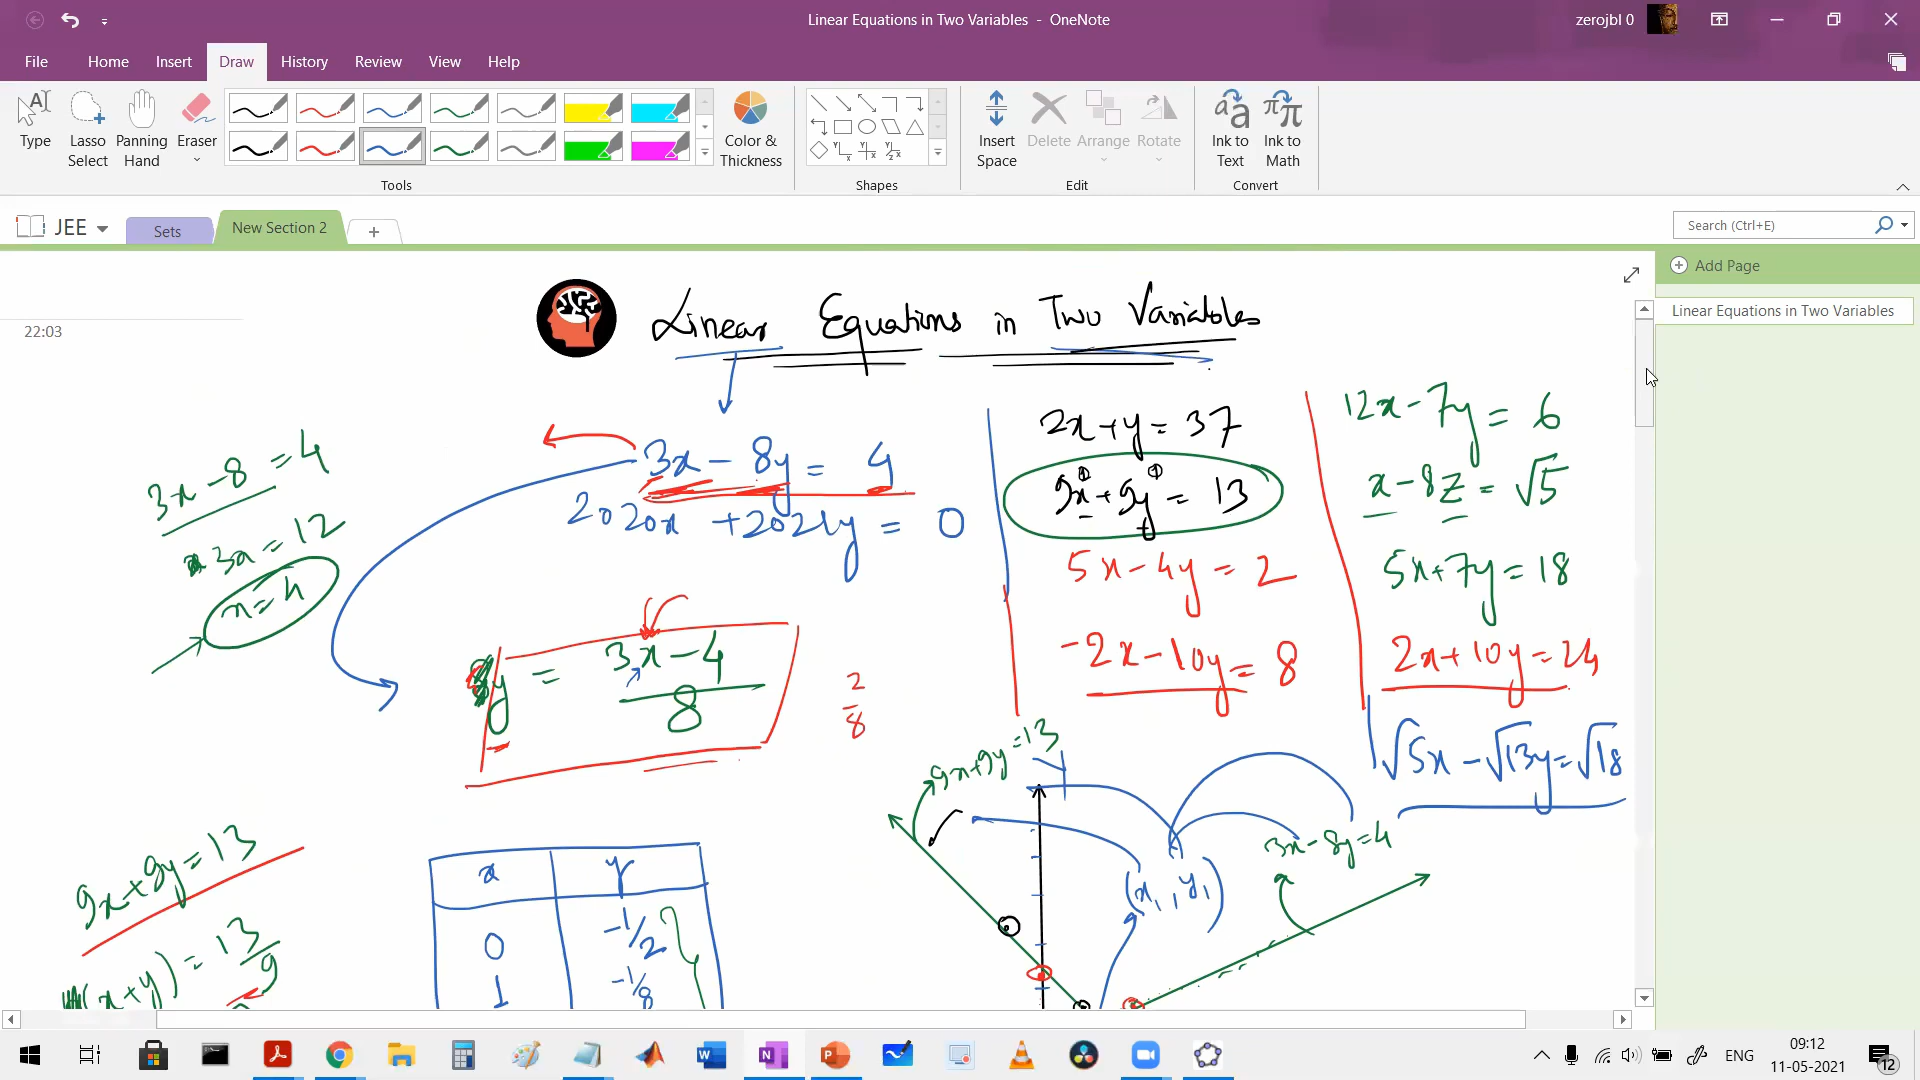 Linear Equations in Two Variables - OneNote
zerojbl 0
File Home Insert Draw History Review View Help
Type
Lasso Select
Panning Hand
Eraser
Color & Thickness
Insert Space
Delete
Arrange
Rotate
Ink to Text
Ink to Math
Tools
Shapes
Edit
Convert
JEE
Sets
New Section 2
Search (Ctrl+E)
Add Page
Linear Equations in Two Variables
22:03
Linear Equations in Two Variables
3x - 8y = 4
2020x + 2021y = 0
2x + y = 37
9x + 9y = 13
5x - 4y = 2
-2x - 10y = 8
12x - 7y = 6
x - 8z = √5
5x + 7y = 18
2x + 10y = 24
√5x - √13y = √18
3x - 8 = 4
3x = 12
x = 4
y = (3x - 4)/8
2/8
9x + 9y = 13
(x + y) = 13/9
x y
0 -1/2
1 -1/8
9x + 9y = 13
Y
(x₁, y₁)
3x - 8y = 4
ENG
09:12
11-05-2021
12